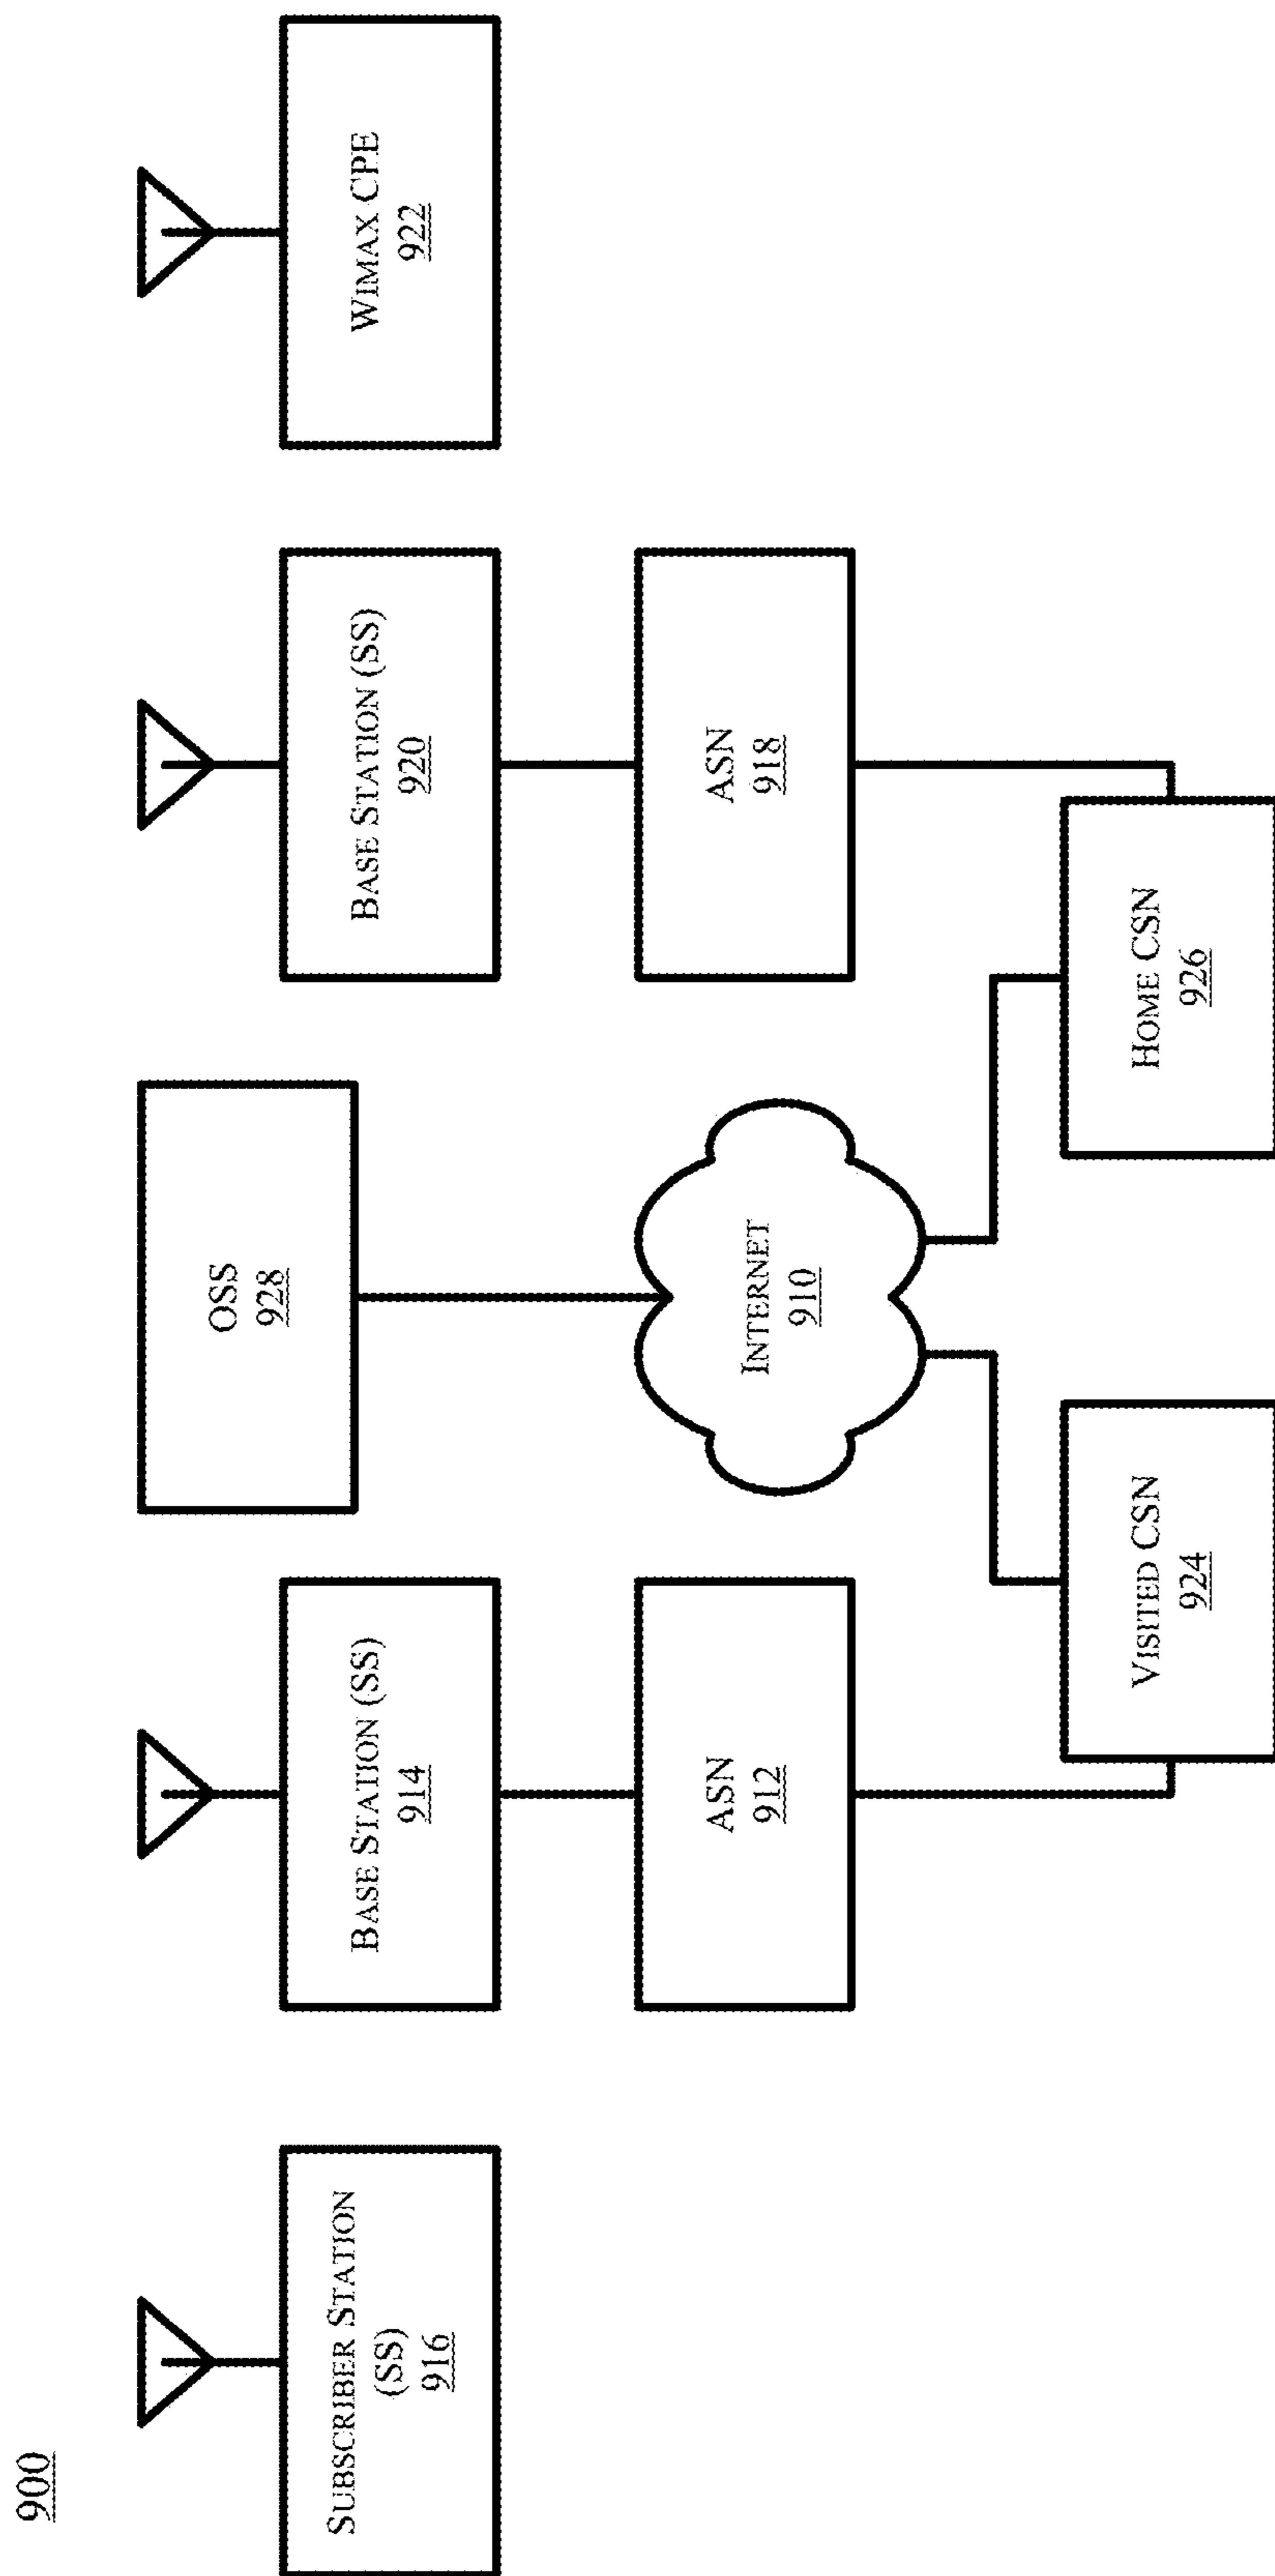 900
SUBSCRIBER STATION
(SS)
916
BASE STATION (SS)
914
OSS
928
BASE STATION (SS)
920
WIMAX CPE
922
ASN
912
INTERNET
910
ASN
918
VISITED CSN
924
HOME CSN
926